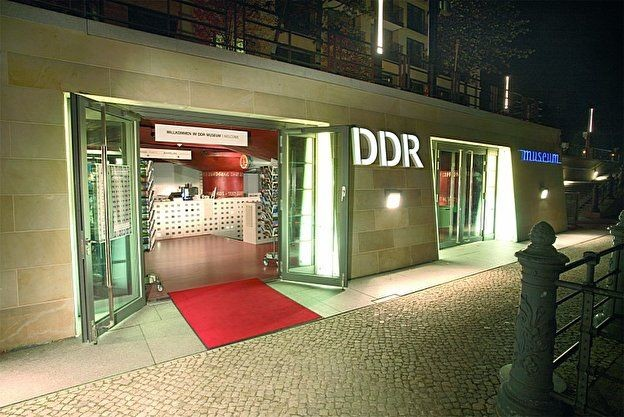 WILLKOMMEN IM DDR MUSEUM | WELCOME
DDR
museum